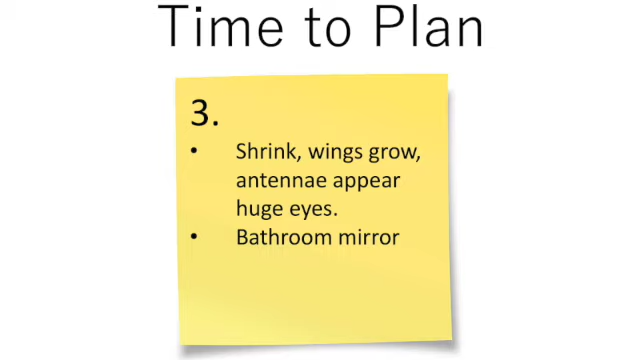 Time to Plan
3.
• Shrink, wings grow,
antennae appear
huge eyes.
• Bathroom mirror